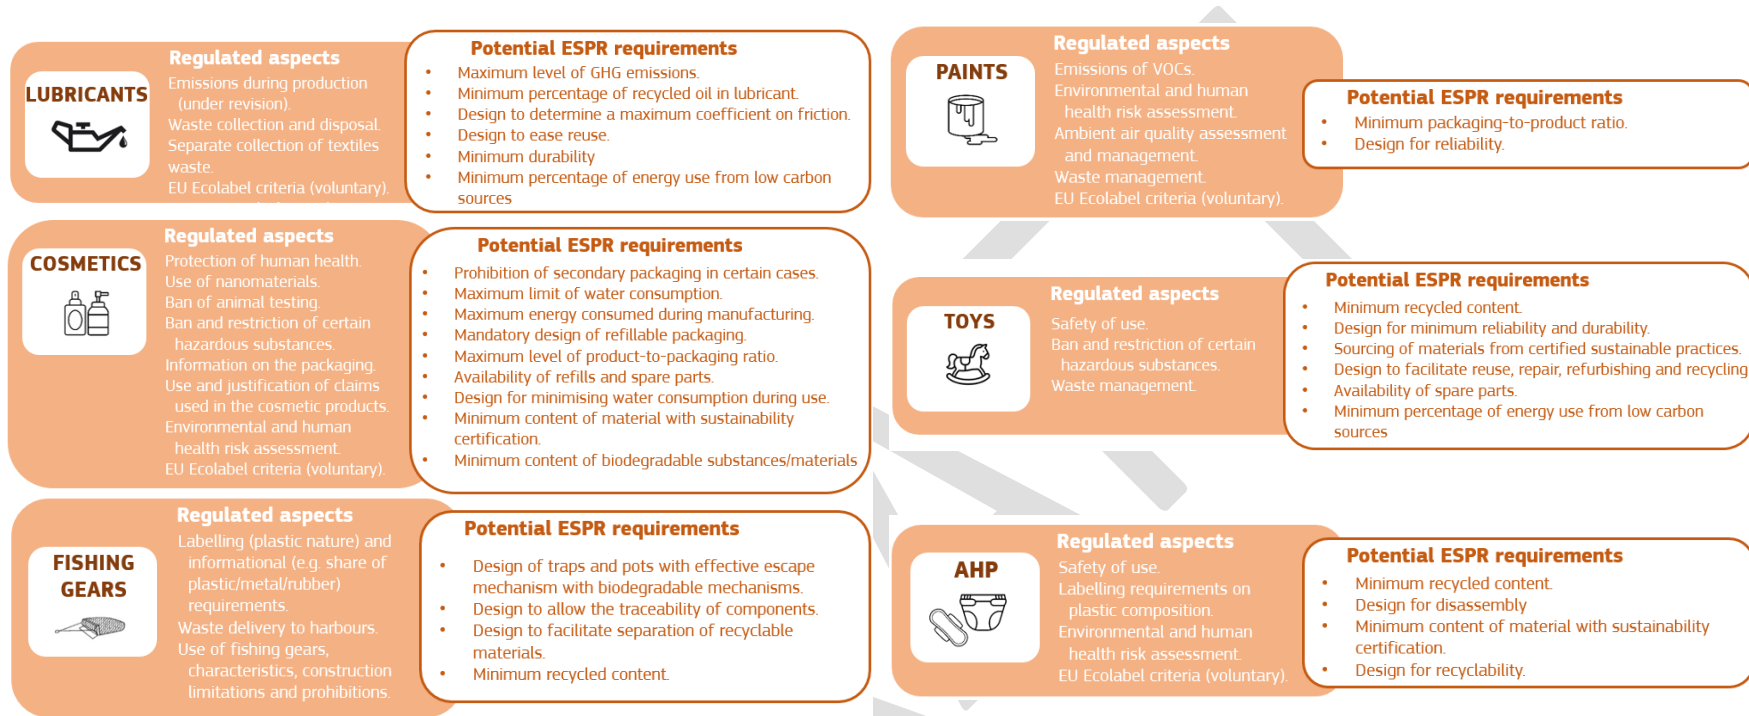 LUBRICANTS
Regulated aspects
Emissions during production
(under revision).
Waste collection and disposal.
Separate collection of textiles
waste.
EU Ecolabel criteria (voluntary).
Potential ESPR requirements
• Maximum level of GHG emissions.
• Minimum percentage of recycled oil in lubricant.
• Design to determine a maximum coefficient on friction.
• Design to ease reuse.
• Minimum durability
• Minimum percentage of energy use from low carbon
sources
COSMETICS
Regulated aspects
Protection of human health.
Use of nanomaterials.
Ban of animal testing.
Ban and restriction of certain
hazardous substances.
Information on the packaging.
Use and justification of claims
used in the cosmetic products.
Environmental and human
health risk assessment.
EU Ecolabel criteria (voluntary).
Potential ESPR requirements
• Prohibition of secondary packaging in certain cases.
• Maximum limit of water consumption.
• Maximum energy consumed during manufacturing.
• Mandatory design of refillable packaging.
• Maximum level of product-to-packaging ratio.
• Availability of refills and spare parts.
• Design for minimising water consumption during use.
• Minimum content of material with sustainability
certification.
• Minimum content of biodegradable substances/materials
FISHING
GEARS
Regulated aspects
Labelling (plastic nature) and
informational (e.g. share of
plastic/metal/rubber)
requirements.
Waste delivery to harbours.
Use of fishing gears,
characteristics, construction
limitations and prohibitions.
Potential ESPR requirements
• Design of traps and pots with effective escape
mechanism with biodegradable mechanisms.
• Design to allow the traceability of components.
• Design to facilitate separation of recyclable
materials.
• Minimum recycled content.
PAINTS
Regulated aspects
Emissions of VOCs.
Environmental and human
health risk assessment.
Ambient air quality assessment
and management.
Waste management.
EU Ecolabel criteria (voluntary).
Potential ESPR requirements
• Minimum packaging-to-product ratio.
• Design for reliability.
TOYS
Regulated aspects
Safety of use.
Ban and restriction of certain
hazardous substances.
Waste management.
Potential ESPR requirements
• Minimum recycled content.
• Design for minimum reliability and durability.
• Sourcing of materials from certified sustainable practices.
• Design to facilitate reuse, repair, refurbishing and recycling
• Availability of spare parts.
• Minimum percentage of energy use from low carbon
sources
AHP
Regulated aspects
Safety of use.
Labelling requirements on
plastic composition.
Environmental and human
health risk assessment.
EU Ecolabel criteria (voluntary).
Potential ESPR requirements
• Minimum recycled content.
• Design for disassembly
• Minimum content of material with sustainability
certification.
• Design for recyclability.